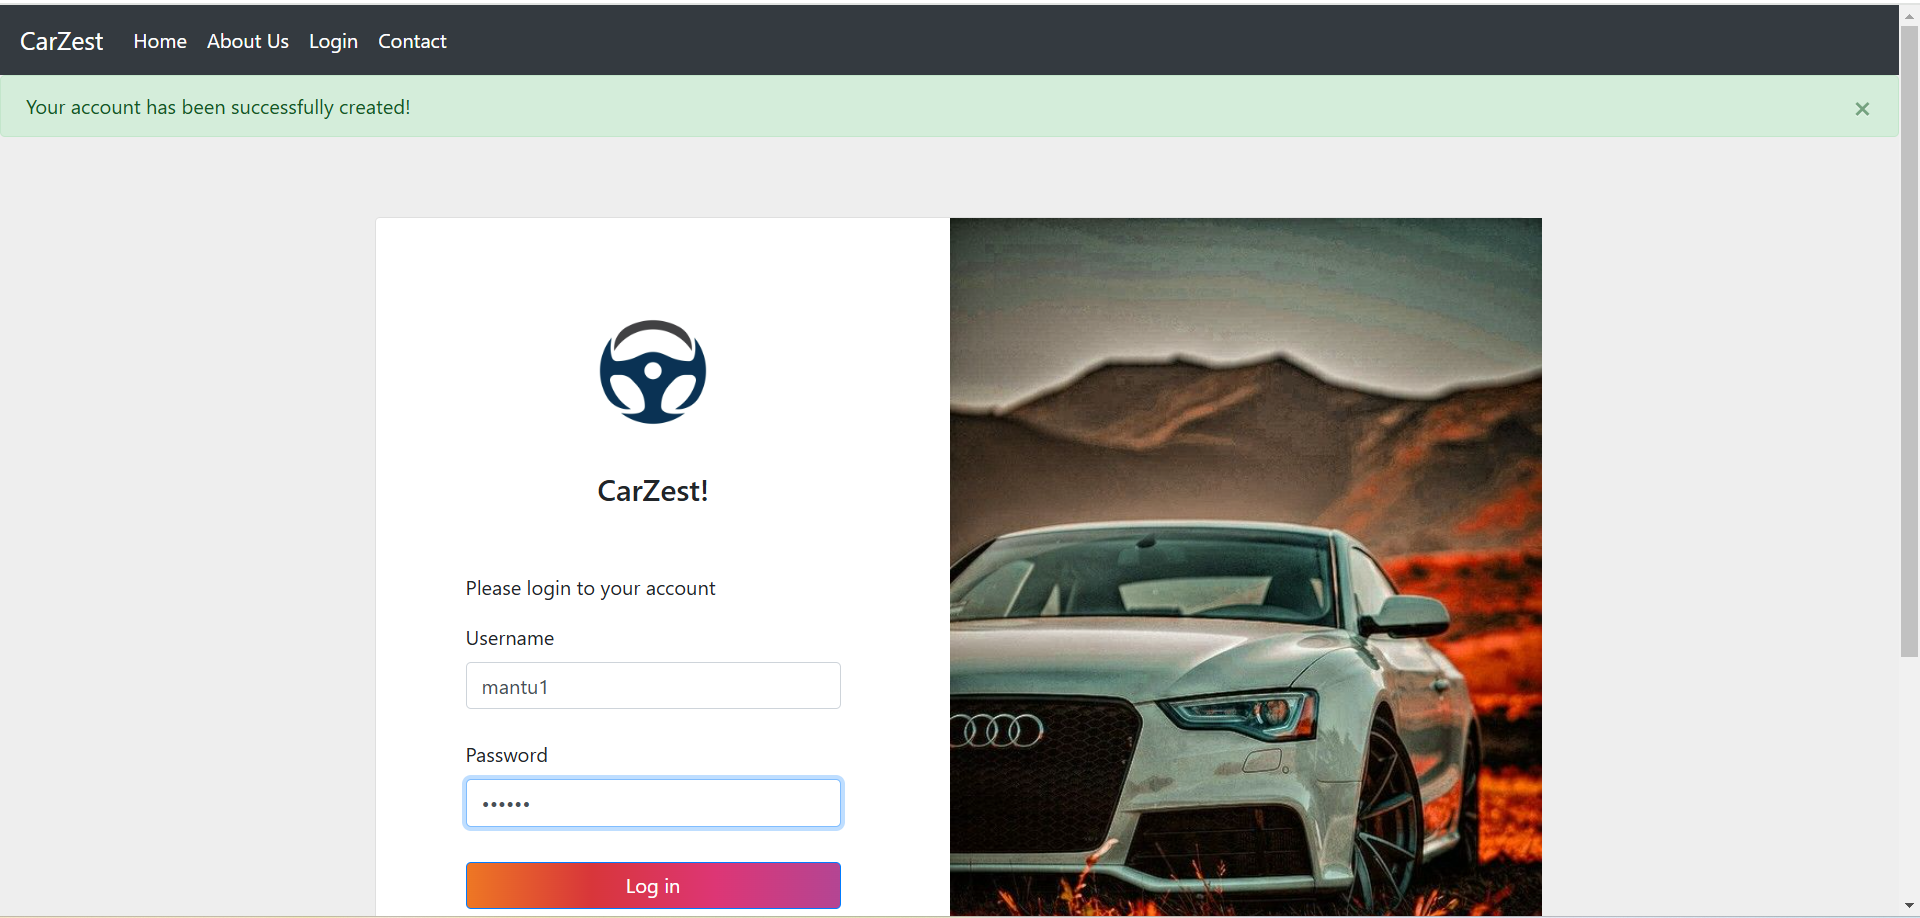 CarZest Home About Us Login Contact
Your account has been successfully created!
×
CarZest!
Please login to your account
Username
mantu1
Password
••••••
Log in